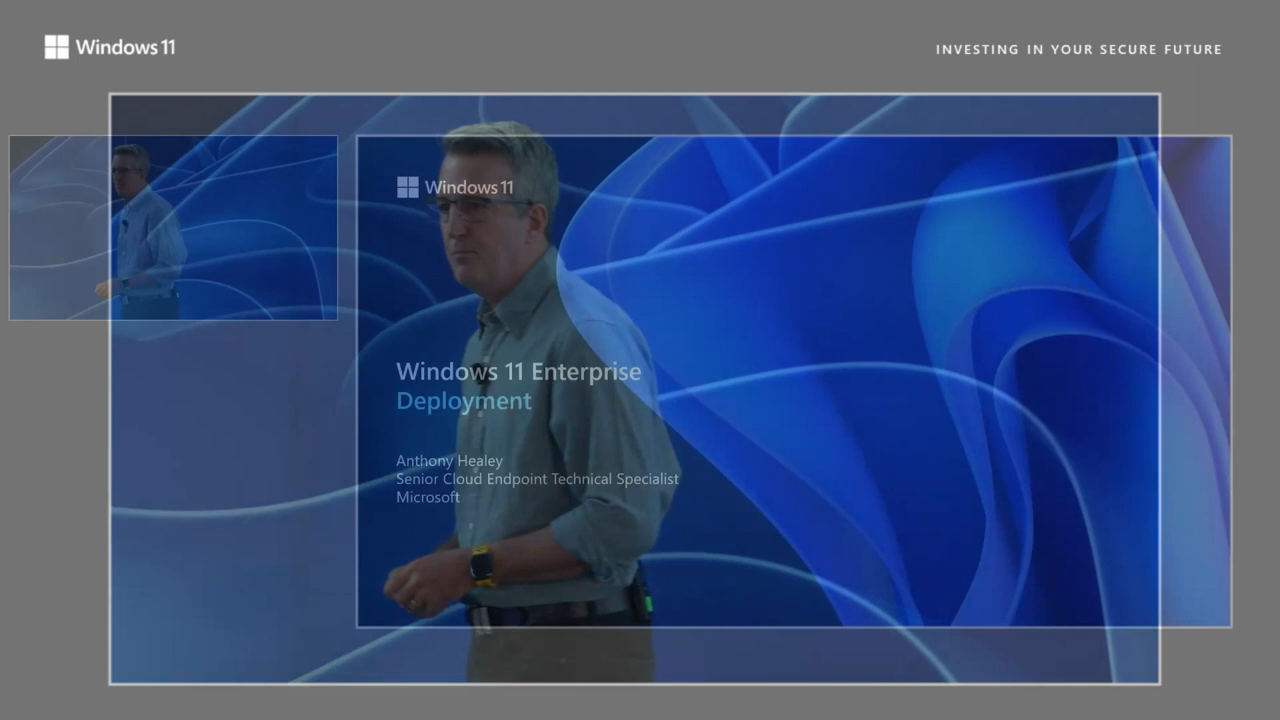 Windows 11
INVESTING IN YOUR SECURE FUTURE
Windows 11
Windows 11 Enterprise
Deployment
Anthony Healey
Senior Cloud Endpoint Technical Specialist
Microsoft